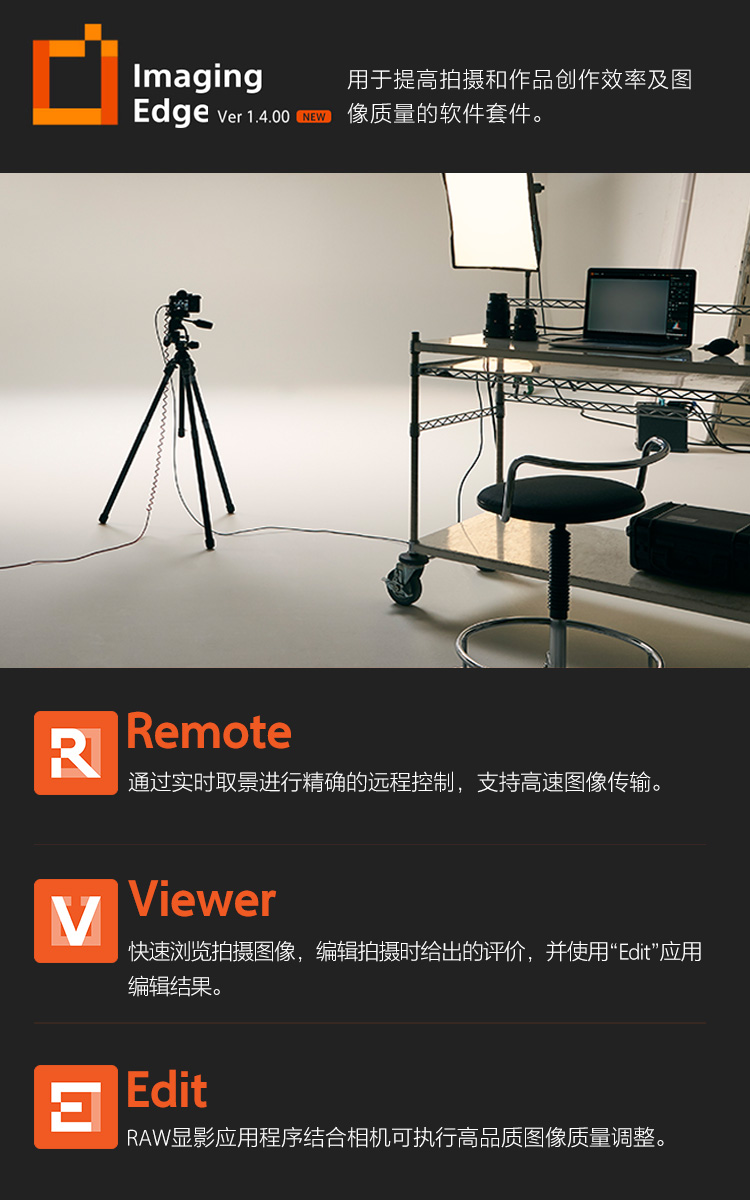 Imaging
Edge Ver 1.4.00 NEW
用于提高拍摄和作品创作效率及图
像质量的软件套件。
R
Remote
通过实时取景进行精确的远程控制，支持高速图像传输。
V
Viewer
快速浏览拍摄图像，编辑拍摄时给出的评价，并使用“Edit”应用
编辑结果。
E
Edit
RAW显影应用程序结合相机可执行高品质图像质量调整。